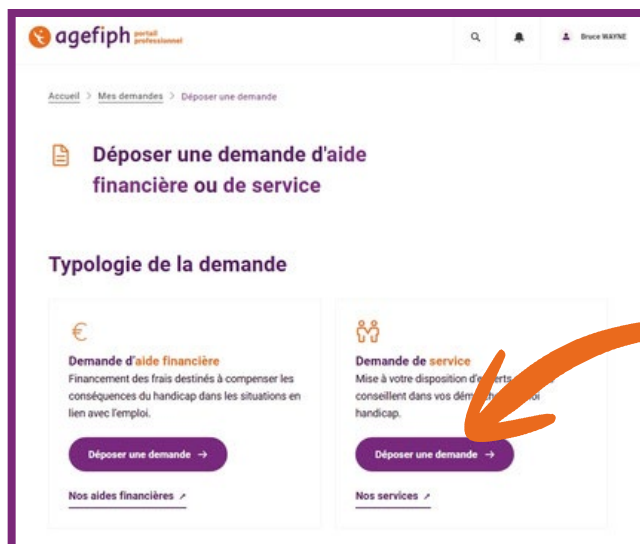 agefiph portail professionnel
Bruce WAYNE
Accueil > Mes demandes > Déposer une demande
Déposer une demande d'aide
financière ou de service
Typologie de la demande
€
Demande d'aide financière
Financement des frais destinés à compenser les
conséquences du handicap dans les situations en
lien avec l'emploi.
Déposer une demande →
Nos aides financières ↗
Demande de service
Mise à votre disposition d'experts
conseillent dans vos
handicap.
Déposer une demande →
Nos services ↗